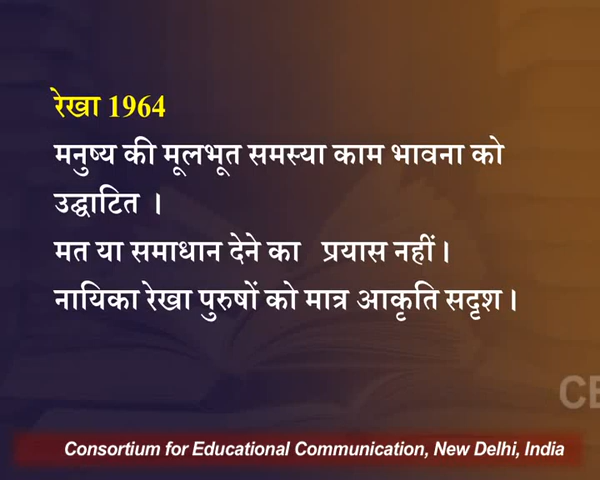 रेखा 1964
मनुष्य की मूलभूत समस्या काम भावना को
उद्घाटित ।
मत या समाधान देने का प्रयास नहीं।
नायिका रेखा पुरुषों को मात्र आकृति सदृश।
CE
Consortium for Educational Communication, New Delhi, India